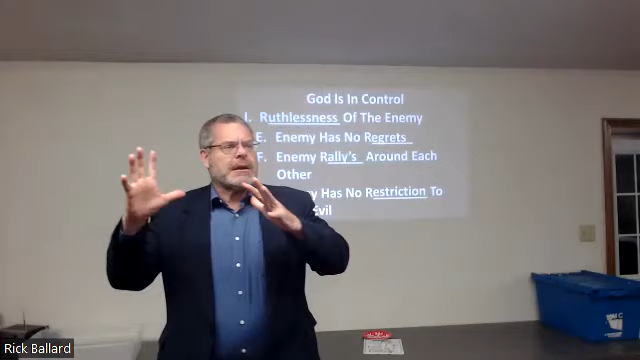 God Is In Control
I. Ruthlessness Of The Enemy
E. Enemy Has No Regrets
F. Enemy Rally's Around Each
Other
Has No Restriction To
Evil
Rick Ballard